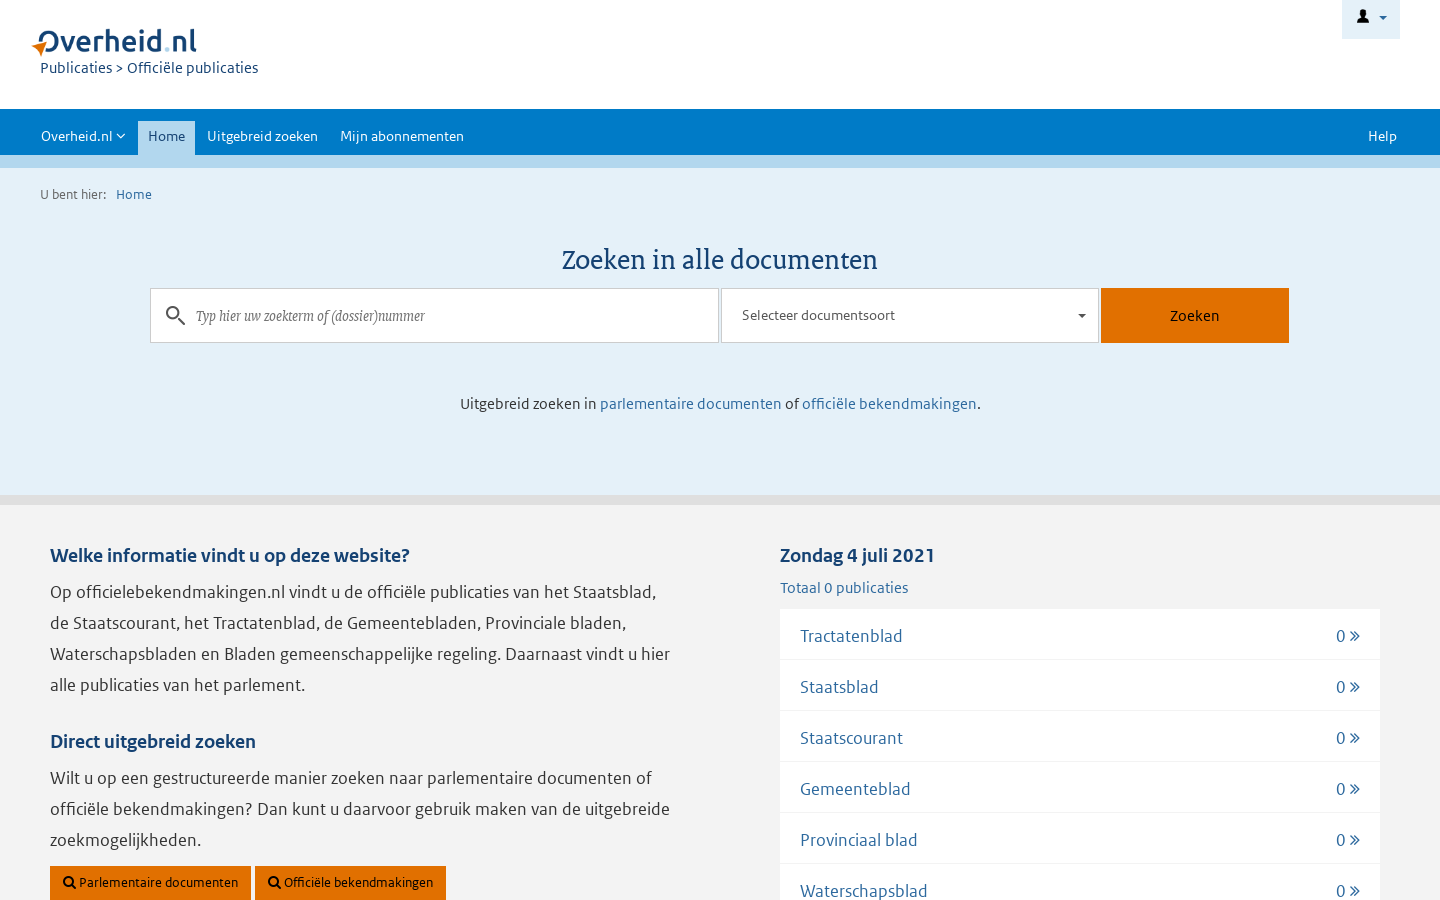 Overheid.nl
Publicaties > Officiële publicaties
Overheid.nl Home Uitgebreid zoeken Mijn abonnementen Help
U bent hier: Home
Zoeken in alle documenten
Typ hier uw zoekterm of (dossier)nummer Selecteer documentsoort Zoeken
Uitgebreid zoeken in parlementaire documenten of officiële bekendmakingen.
Welke informatie vindt u op deze website?
Op officielebekendmakingen.nl vindt u de officiële publicaties van het Staatsblad,
de Staatscourant, het Tractatenblad, de Gemeentebladen, Provinciale bladen,
Waterschapsbladen en Bladen gemeenschappelijke regeling. Daarnaast vindt u hier
alle publicaties van het parlement.
Direct uitgebreid zoeken
Wilt u op een gestructureerde manier zoeken naar parlementaire documenten of
officiële bekendmakingen? Dan kunt u daarvoor gebruik maken van de uitgebreide
zoekmogelijkheden.
Parlementaire documenten Officiële bekendmakingen
Zondag 4 juli 2021
Totaal 0 publicaties
Tractatenblad 0
Staatsblad 0
Staatscourant 0
Gemeenteblad 0
Provinciaal blad 0
Waterschapsblad 0